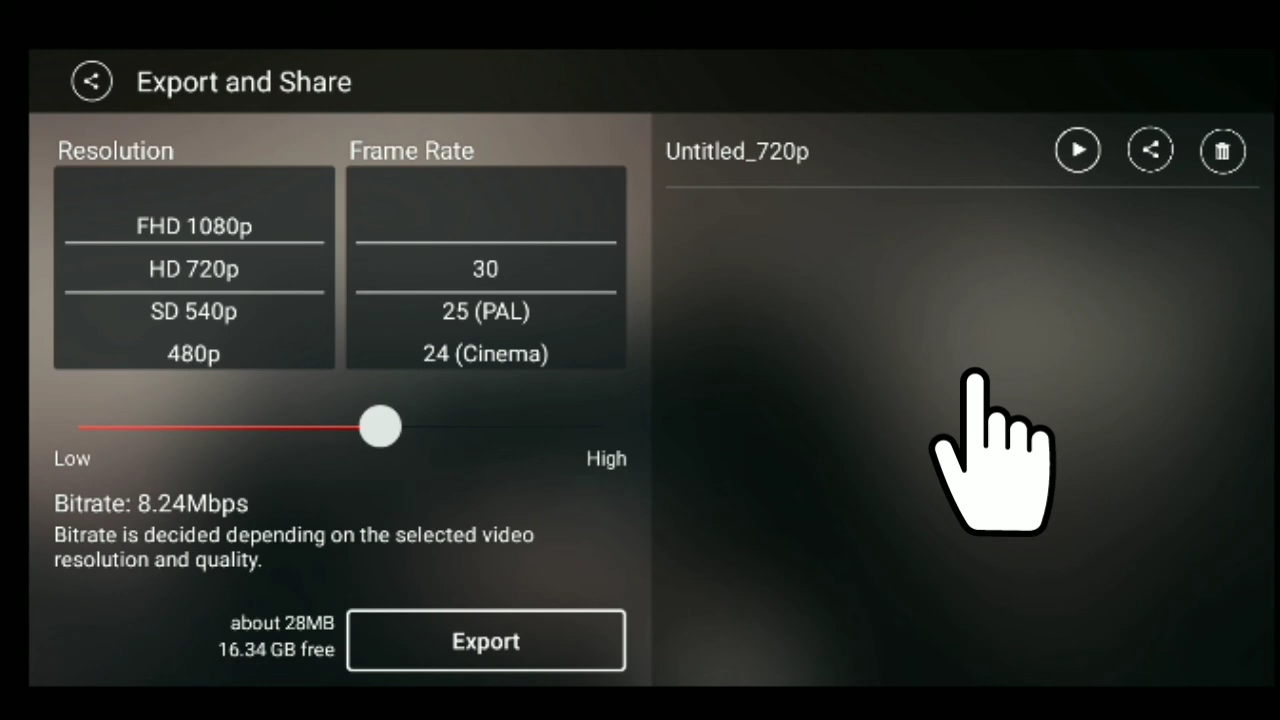 Export and Share
Resolution
Frame Rate
FHD 1080p
HD 720p
SD 540p
480p
30
25 (PAL)
24 (Cinema)
Low
High
Bitrate: 8.24Mbps
Bitrate is decided depending on the selected video
resolution and quality.
about 28MB
16.34 GB free
Export
Untitled_720p